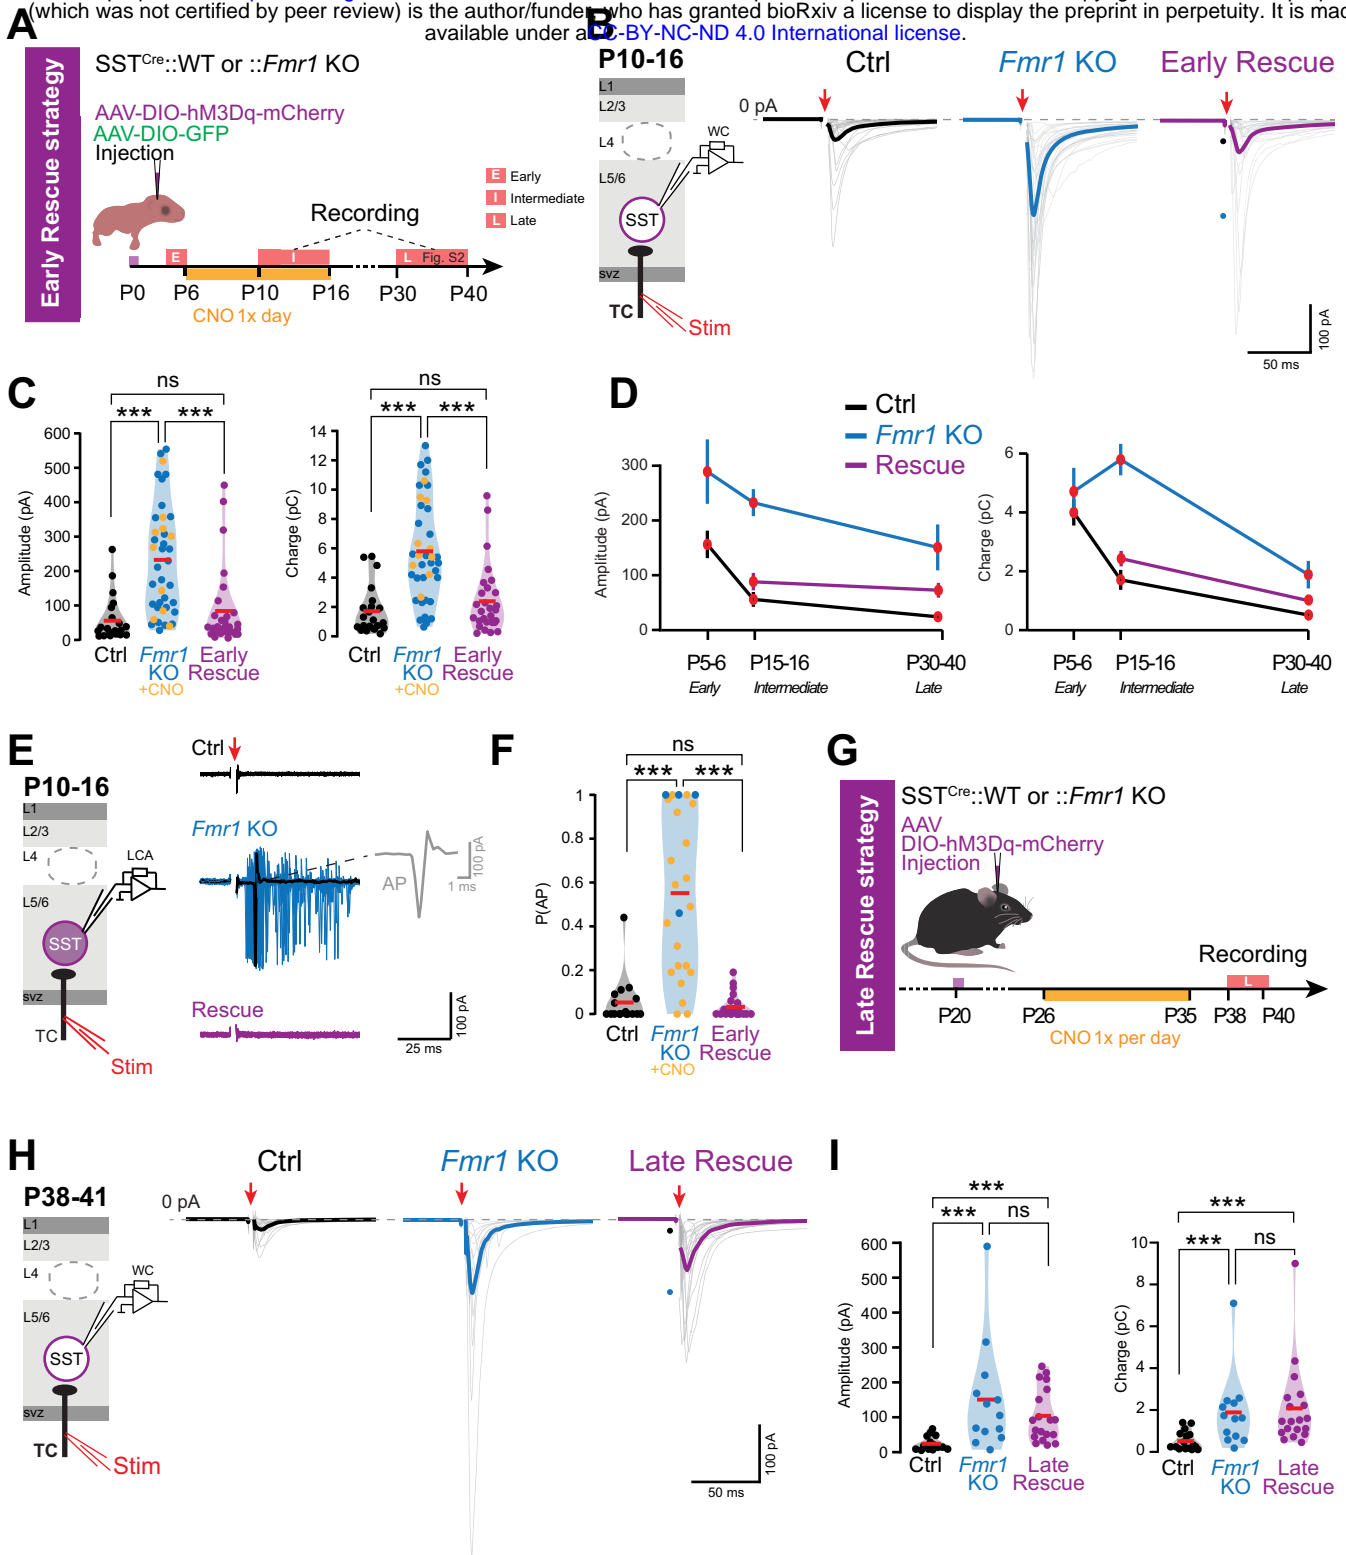 (which was not certified by peer review) is the author/funder, who has granted bioRxiv a license to display the preprint in perpetuity. It is
available under a CC-BY-NC-ND 4.0 International license.
A
Early Rescue strategy
SSTCre::WT or ::Fmr1 KO
AAV-DIO-hM3Dq-mCherry
AAV-DIO-GFP
Injection
E Early
I Intermediate
L Late
Recording
E
I
L Fig. S2
P0 P6 P10 P16 P30 P40
CNO 1x day
B
P10-16
L1
L2/3
L4
L5/6
WC
SST
svz
TC
Stim
Ctrl
Fmr1 KO
Early Rescue
0 pA
100 pA
50 ms
C
ns
*** ***
Amplitude (pA)
600
500
400
300
200
100
0
Ctrl Fmr1 KO +CNO Early Rescue
ns
*** ***
Charge (pC)
14
12
10
8
6
4
2
0
Ctrl Fmr1 KO +CNO Early Rescue
D
Ctrl
Fmr1 KO
Rescue
Amplitude (pA)
300
200
100
0
P5-6 P15-16 P30-40
Early Intermediate Late
Charge (pC)
6
4
2
0
P5-6 P15-16 P30-40
Early Intermediate Late
E
P10-16
L1
L2/3
L4
L5/6
LCA
SST
svz
TC
Stim
Ctrl
Fmr1 KO
AP
100 pA
1 ms
Rescue
100 pA
25 ms
F
ns
*** ***
P(AP)
1
0.8
0.6
0.4
0.2
0
Ctrl Fmr1 KO +CNO Early Rescue
G
Late Rescue strategy
SSTCre::WT or ::Fmr1 KO
AAV
DIO-hM3Dq-mCherry
Injection
Recording
L
P20 P26 P35 P38 P40
CNO 1x per day
H
P38-41
L1
L2/3
L4
L5/6
WC
SST
svz
TC
Stim
Ctrl
Fmr1 KO
Late Rescue
0 pA
100 pA
50 ms
I
***
*** ns
Amplitude (pA)
600
500
400
300
200
100
0
Ctrl Fmr1 KO Late Rescue
***
*** ns
Charge (pC)
10
8
6
4
2
0
Ctrl Fmr1 KO Late Rescue